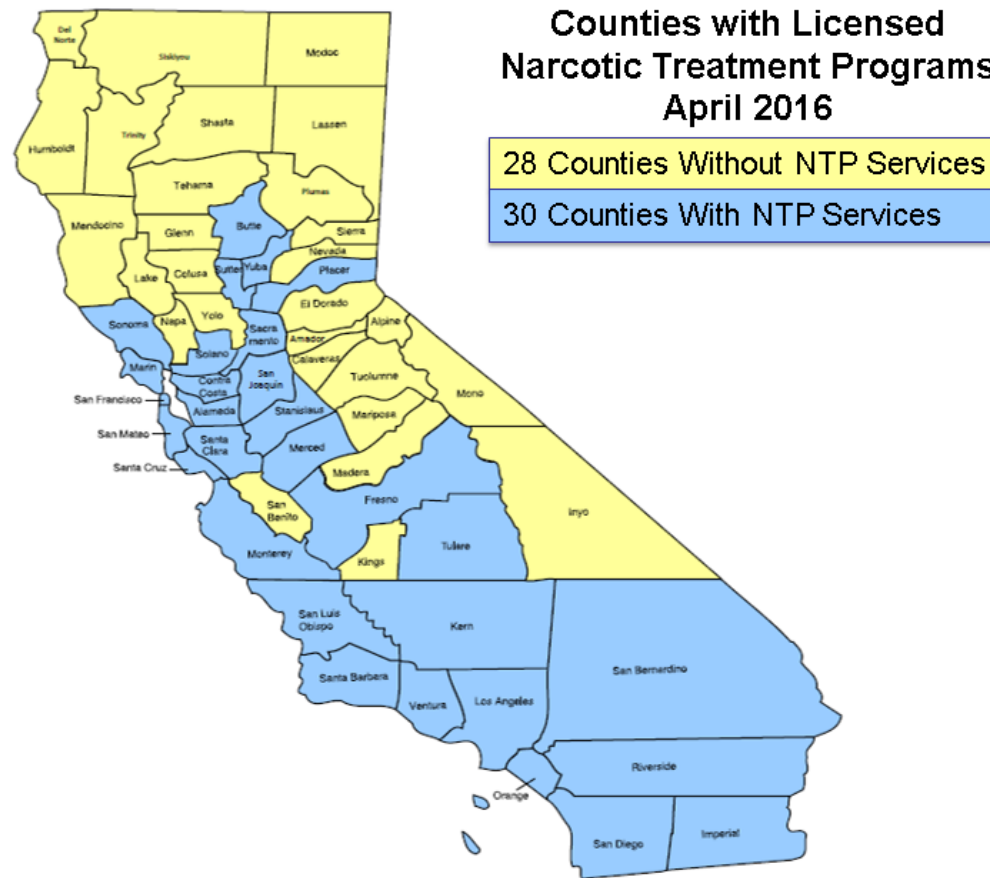 Counties with Licensed
Narcotic Treatment Programs
April 2016
28 Counties Without NTP Services
30 Counties With NTP Services
Del
Norte
Siskiyou
Modoc
Humboldt
Trinity
Shasta
Lassen
Tehama
Plumas
Mendocino
Glenn
Butte
Sierra
Lake
Colusa
Sutter
Yuba
Nevada
Placer
Sonoma
Napa
Yolo
El Dorado
Sacra
mento
Alpine
Amador
Solano
Calaveras
Marin
Contra
Costa
San
Joaquin
Tuolumne
Mono
San Francisco
Alameda
Stanislaus
Mariposa
San Mateo
Santa
Clara
Merced
Santa Cruz
Madera
San
Benito
Fresno
Inyo
Monterey
Kings
Tulare
San Luis
Obispo
Kern
Santa Barbara
San Bernardino
Ventura
Los Angeles
Orange
Riverside
San Diego
Imperial